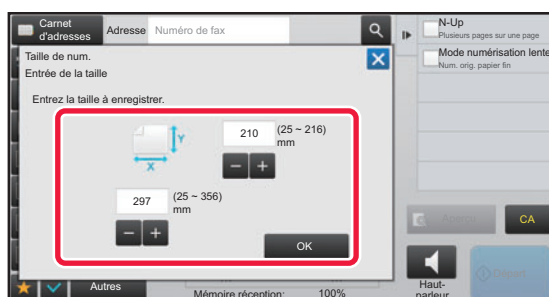 Carnet
d'adresses
Adresse
Numéro de fax
N-Up
Plusieurs pages sur une page
Mode numérisation lente
Num. orig. papier fin
Taille de num.
Entrée de la taille
Entrez la taille à enregistrer.
Y
X
210
(25 ~ 216)
mm
297
(25 ~ 356)
mm
OK
Aperçu
CA
Autres
Mémoire réception:
100%
Haut-
parleur
Départ